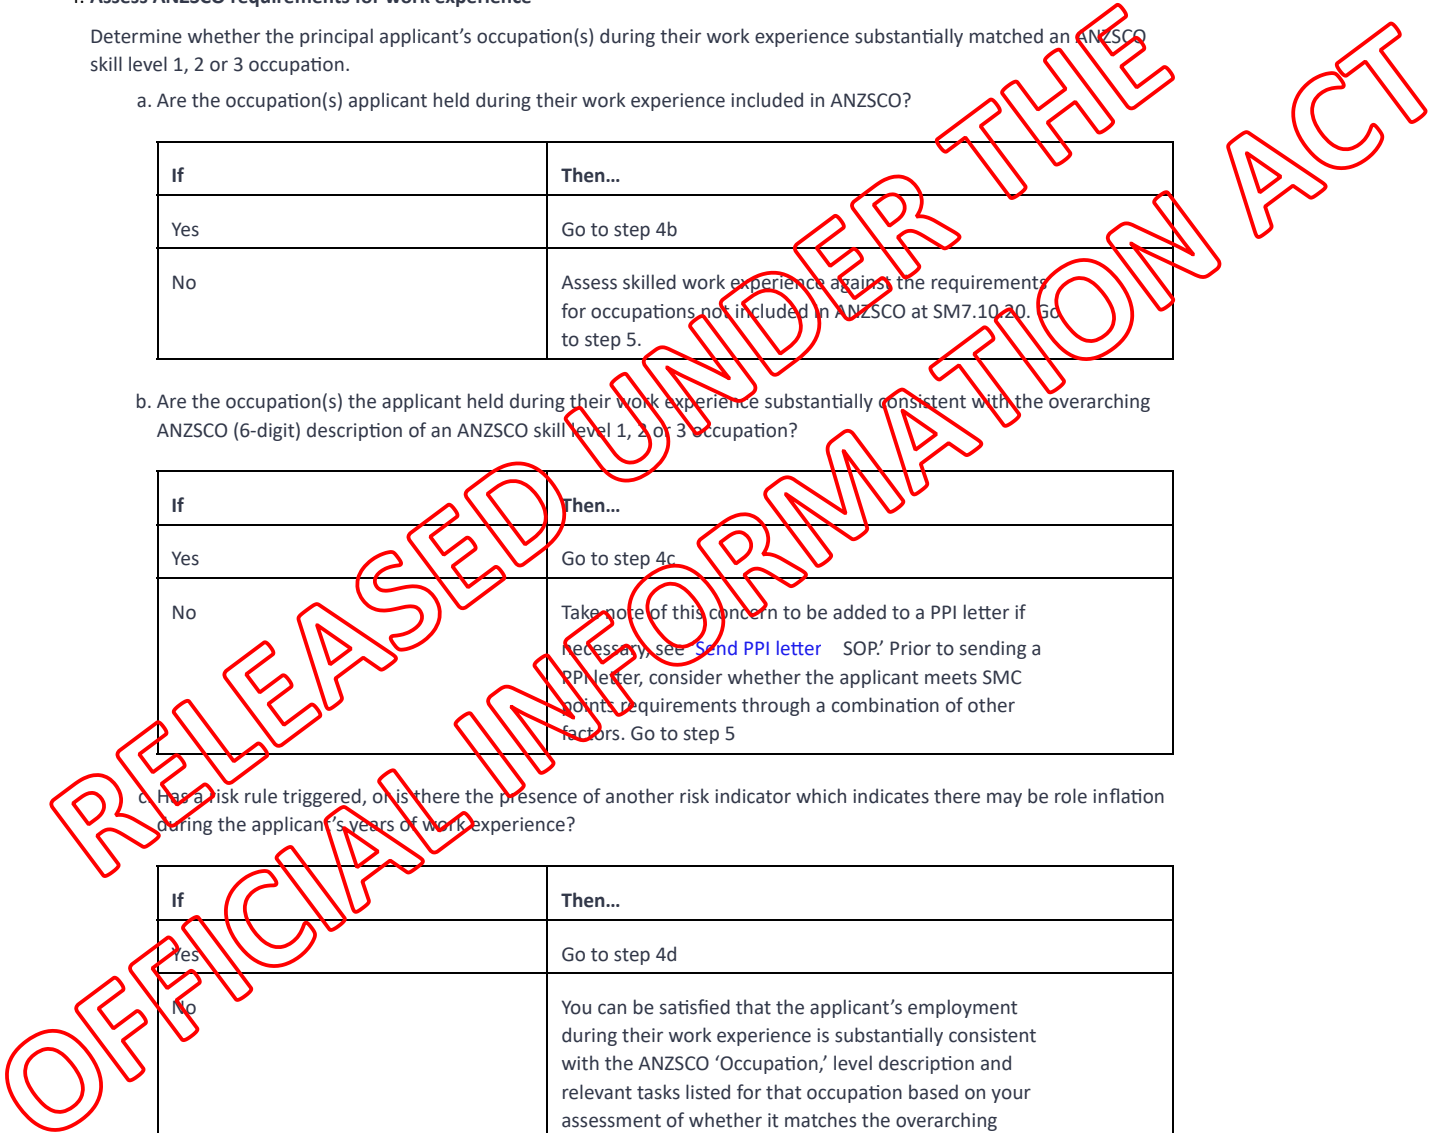 Assess ANZSCO requirements for work experience
Determine whether the principal applicant's occupation(s) during their work experience substantially matched an ANZSCO
skill level 1, 2 or 3 occupation.
a. Are the occupation(s) applicant held during their work experience included in ANZSCO?
If
Then...
Yes
Go to step 4b
No
Assess skilled work experience against the requirements
for occupations not included in ANZSCO at SM7.10.20. Go
to step 5.
b. Are the occupation(s) the applicant held during their work experience substantially consistent with the overarching
ANZSCO (6-digit) description of an ANZSCO skill level 1, 2 or 3 occupation?
If
Then...
Yes
Go to step 4c
No
Take note of this concern to be added to a PPI letter if
necessary, see Send PPI letter SOP.' Prior to sending a
PPI letter, consider whether the applicant meets SMC
points requirements through a combination of other
factors. Go to step 5
c. Has a risk rule triggered, or is there the presence of another risk indicator which indicates there may be role inflation
during the applicant's years of work experience?
If
Then...
Yes
Go to step 4d
No
You can be satisfied that the applicant's employment
during their work experience is substantially consistent
with the ANZSCO 'Occupation,' level description and
relevant tasks listed for that occupation based on your
assessment of whether it matches the overarching
RELEASED UNDER THE
OFFICIAL INFORMATION ACT